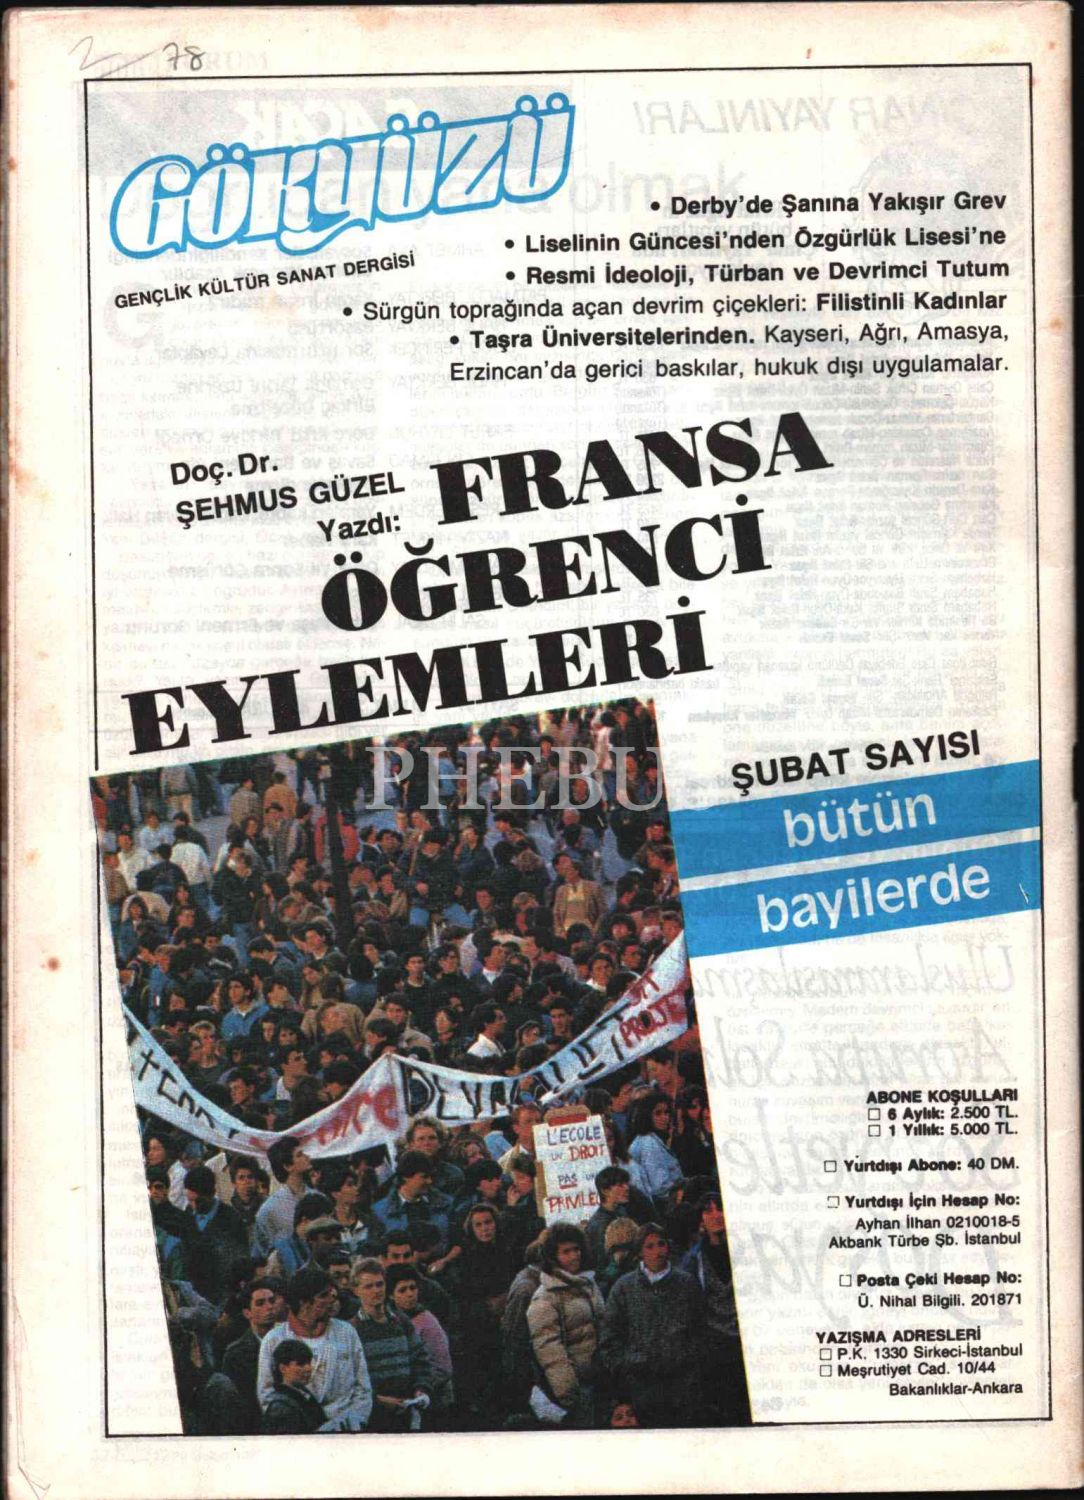 2 78
GÖKYÜZÜ
GENÇLİK KÜLTÜR SANAT DERGİSİ
• Derby'de Şanına Yakışır Grev
• Liselinin Güncesi'nden Özgürlük Lisesi'ne
• Resmi İdeoloji, Türban ve Devrimci Tutum
• Sürgün toprağında açan devrim çiçekleri: Filistinli Kadınlar
• Taşra Üniversitelerinden. Kayseri, Ağrı, Amasya,
Erzincan'da gerici baskılar, hukuk dışı uygulamalar.
Doç. Dr.
ŞEHMUS GÜZEL
Yazdı:
FRANSA
ÖĞRENCİ
EYLEMLERİ
PHEBU
ŞUBAT SAYISI
bütün
bayilerde
PROJET
DEVAQUET
L'ECOLE
UN DROIT
PAS UN
PRIVILEG
ABONE KOŞULLARI
□ 6 Aylık: 2.500 TL.
□ 1 Yıllık: 5.000 TL.
□ Yurtdışı Abone: 40 DM.
□ Yurtdışı İçin Hesap No:
Ayhan İlhan 0210018-5
Akbank Türbe Şb. İstanbul
□ Posta Çeki Hesap No:
Ü. Nihal Bilgili. 201871
YAZIŞMA ADRESLERİ
□ P.K. 1330 Sirkeci-İstanbul
□ Meşrutiyet Cad. 10/44
Bakanlıklar-Ankara